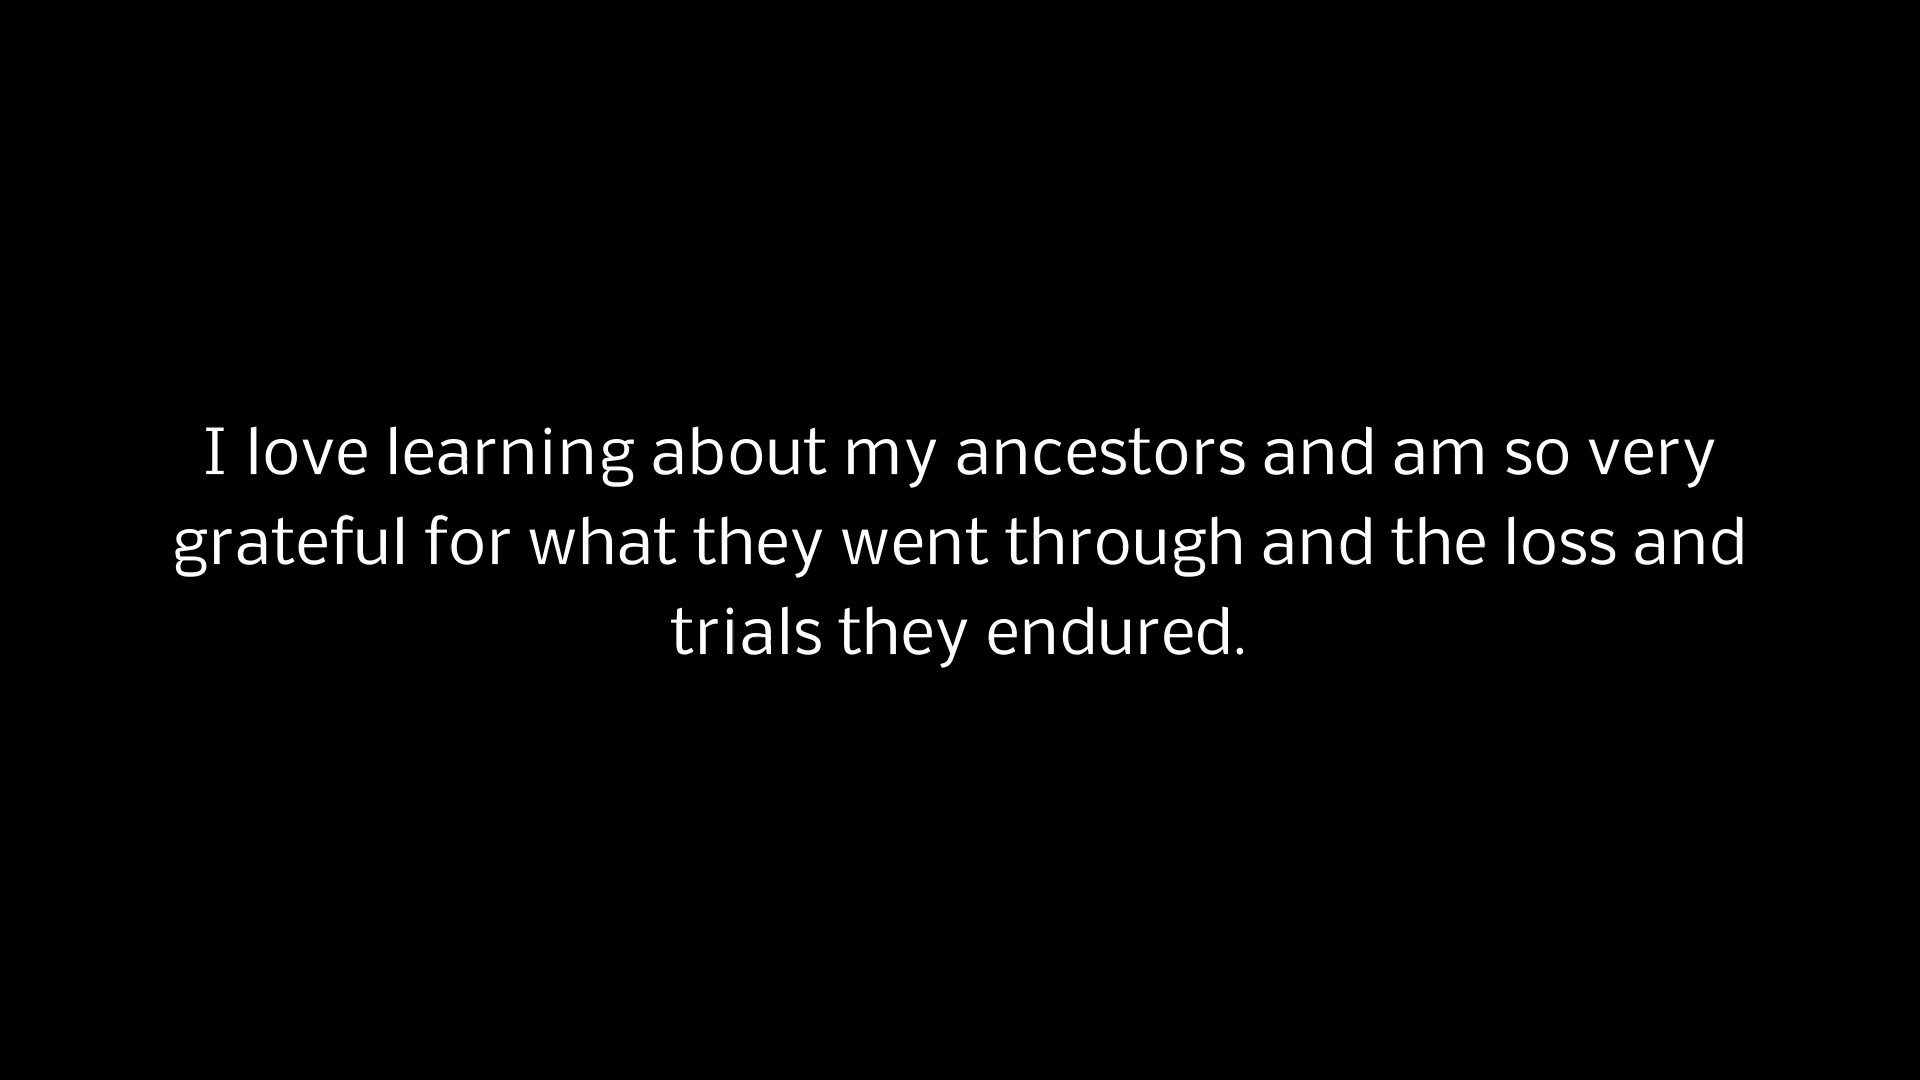 I love learning about my ancestors and am so very
grateful for what they went through and the loss and
trials they endured.